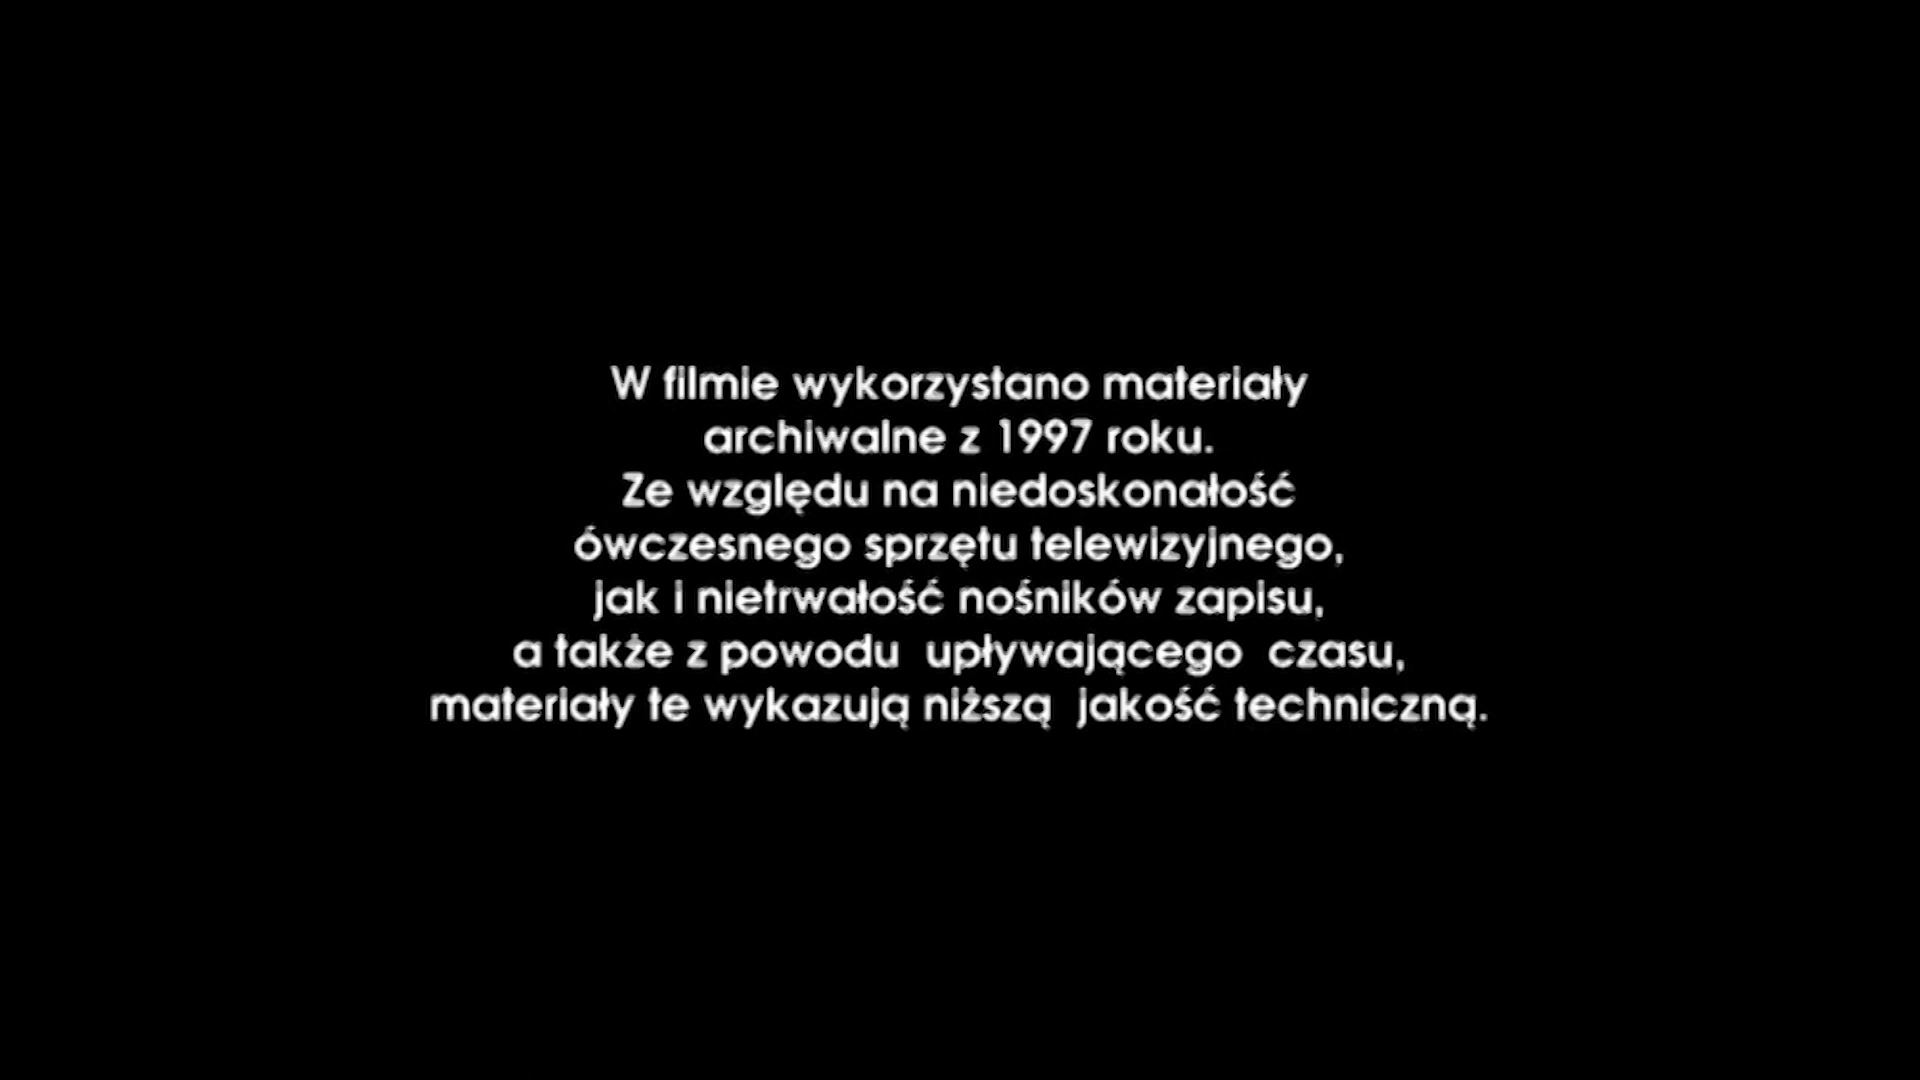 W filmie wykorzystano materiały
archiwalne z 1997 roku.
Ze względu na niedoskonałość
ówczesnego sprzętu telewizyjnego,
jak i nietrwałość nośników zapisu,
a także z powodu upływającego czasu,
materiały te wykazują niższą jakość techniczną.